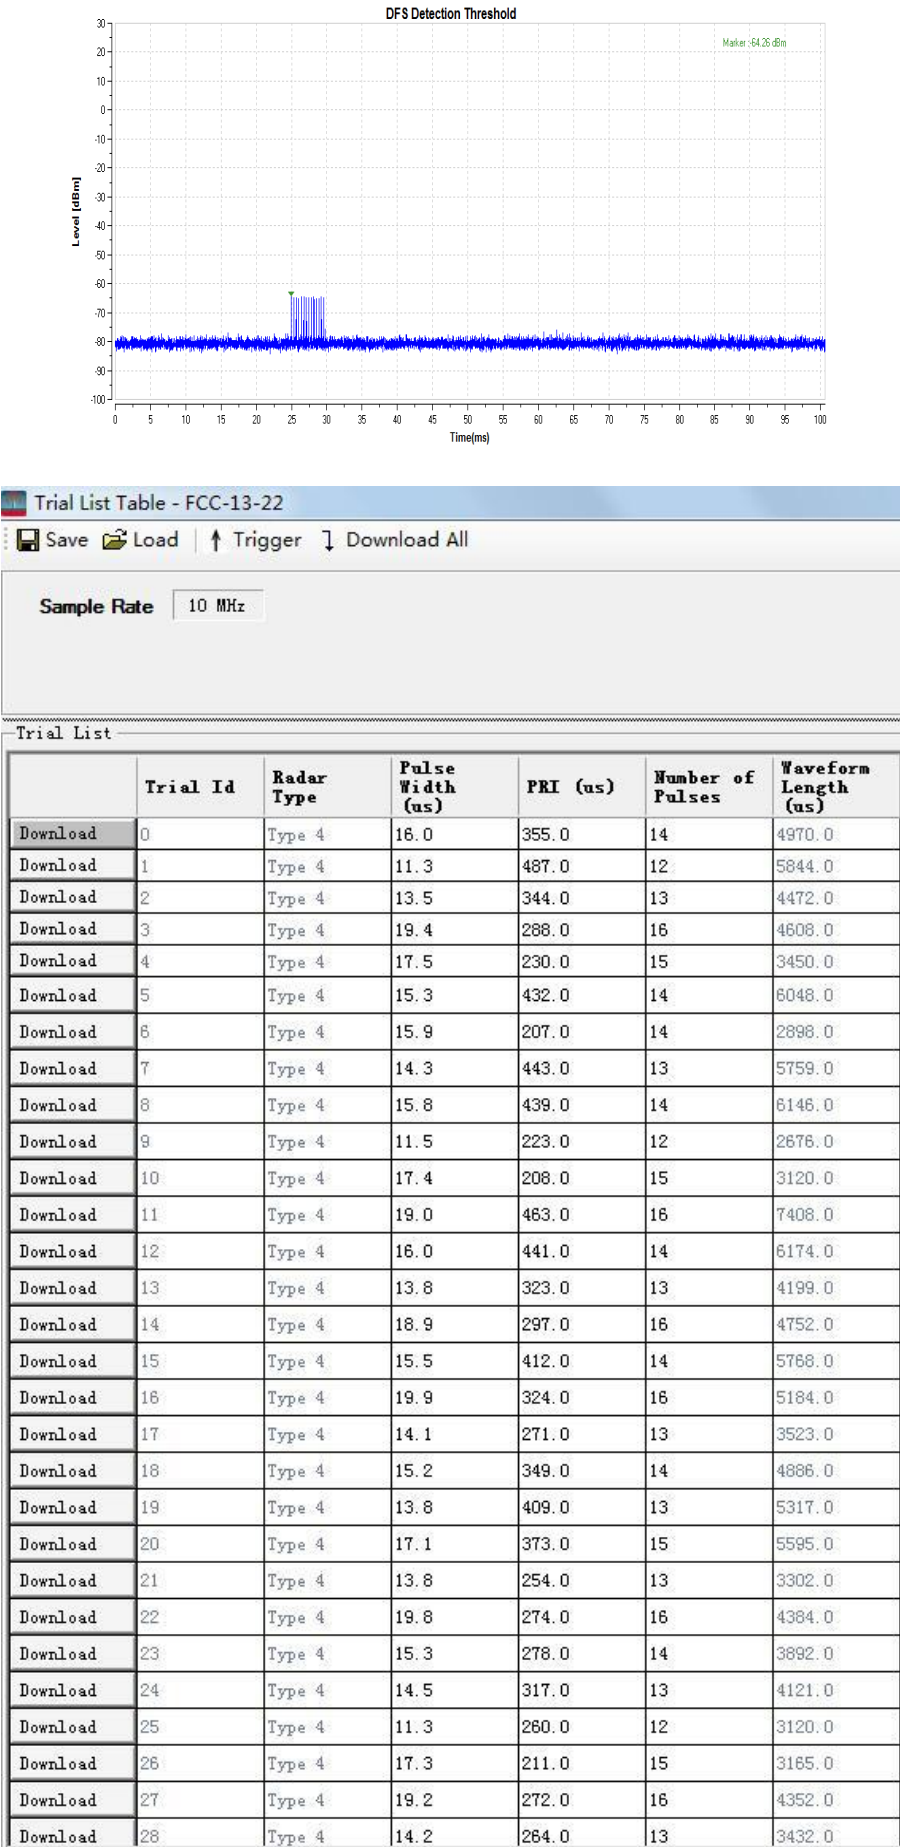 DFS Detection Threshold
Marker :-64.26 dBm
30
20
10
0
-10
-20
-30
-40
-50
-60
-70
-80
-90
-100
Level [dBm]
0 5 10 15 20 25 30 35 40 45 50 55 60 65 70 75 80 85 90 95 100
Time(ms)
Trial List Table - FCC-13-22
Save Load Trigger Download All
Sample Rate 10 MHz
Trial List
Trial Id Radar Type Pulse Width (us) PRI (us) Number of Pulses Waveform Length (us)
Download 0 Type 4 16.0 355.0 14 4970.0
Download 1 Type 4 11.3 487.0 12 5844.0
Download 2 Type 4 13.5 344.0 13 4472.0
Download 3 Type 4 19.4 288.0 16 4608.0
Download 4 Type 4 17.5 230.0 15 3450.0
Download 5 Type 4 15.3 432.0 14 6048.0
Download 6 Type 4 15.9 207.0 14 2898.0
Download 7 Type 4 14.3 443.0 13 5759.0
Download 8 Type 4 15.8 439.0 14 6146.0
Download 9 Type 4 11.5 223.0 12 2676.0
Download 10 Type 4 17.4 208.0 15 3120.0
Download 11 Type 4 19.0 463.0 16 7408.0
Download 12 Type 4 16.0 441.0 14 6174.0
Download 13 Type 4 13.8 323.0 13 4199.0
Download 14 Type 4 18.9 297.0 16 4752.0
Download 15 Type 4 15.5 412.0 14 5768.0
Download 16 Type 4 19.9 324.0 16 5184.0
Download 17 Type 4 14.1 271.0 13 3523.0
Download 18 Type 4 15.2 349.0 14 4886.0
Download 19 Type 4 13.8 409.0 13 5317.0
Download 20 Type 4 17.1 373.0 15 5595.0
Download 21 Type 4 13.8 254.0 13 3302.0
Download 22 Type 4 19.8 274.0 16 4384.0
Download 23 Type 4 15.3 278.0 14 3892.0
Download 24 Type 4 14.5 317.0 13 4121.0
Download 25 Type 4 11.3 260.0 12 3120.0
Download 26 Type 4 17.3 211.0 15 3165.0
Download 27 Type 4 19.2 272.0 16 4352.0
Download 28 Type 4 14.2 264.0 13 3432.0